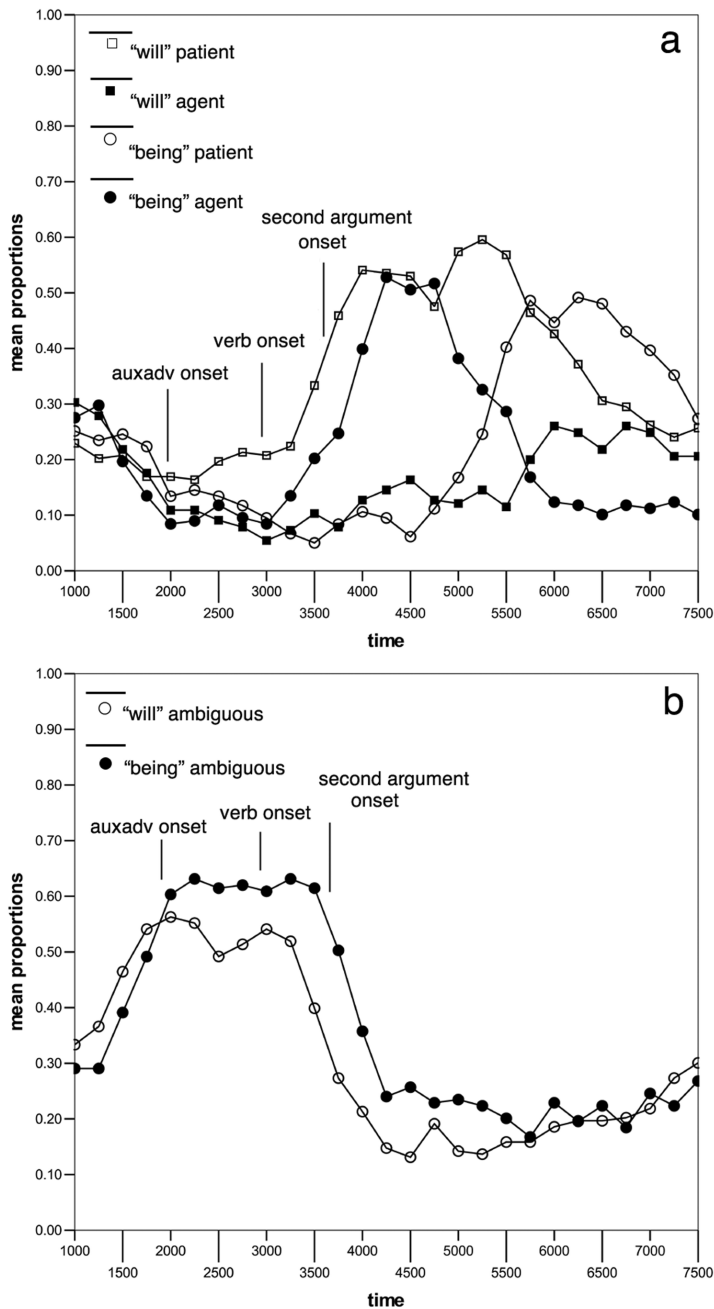 a
"will" patient
"will" agent
"being" patient
"being" agent
second argument
onset
verb onset
auxadv onset
mean proportions
1.00
0.90
0.80
0.70
0.60
0.50
0.40
0.30
0.20
0.10
0.00
1000 2000 3000 4000 5000 6000 7000
1500 2500 3500 4500 5500 6500 7500
time
b
"will" ambiguous
"being" ambiguous
second argument
onset
verb onset
auxadv onset
mean proportions
1.00
0.90
0.80
0.70
0.60
0.50
0.40
0.30
0.20
0.10
0.00
1000 2000 3000 4000 5000 6000 7000
1500 2500 3500 4500 5500 6500 7500
time